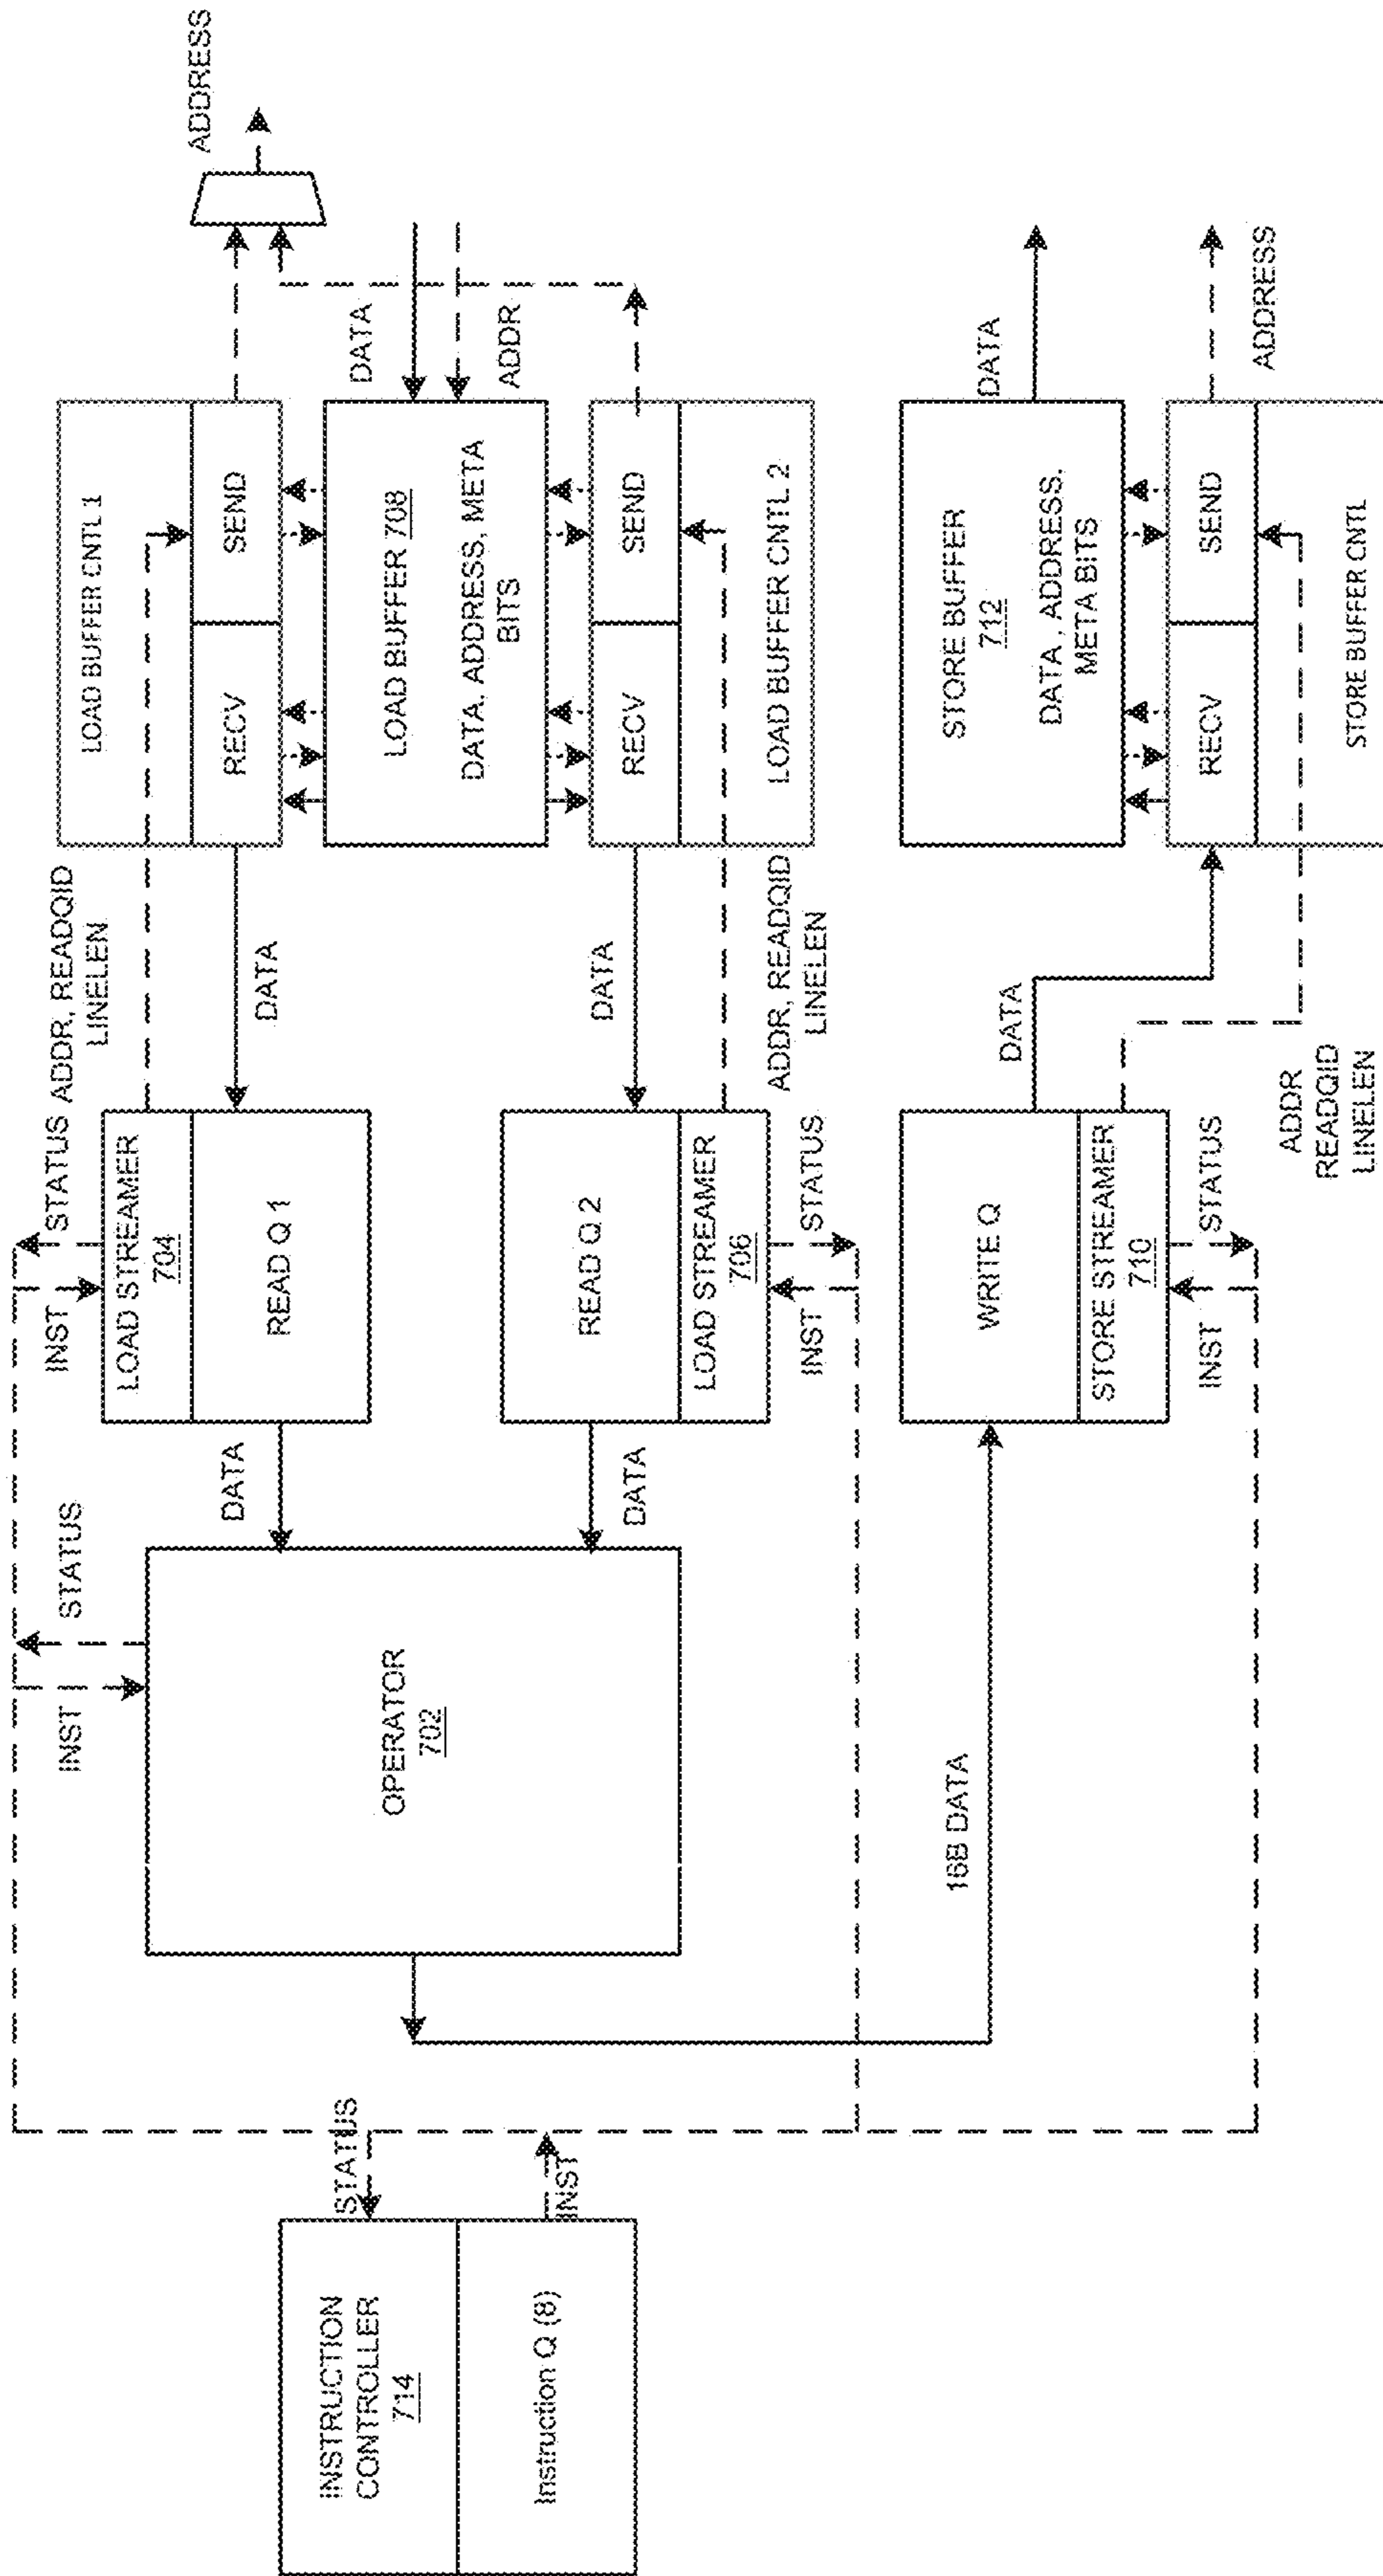 INSTRUCTION
CONTROLLER
714
Instruction Q (8)
STATUS
INST
INST
STATUS
OPERATOR
702
16B DATA
DATA
DATA
INST
STATUS
LOAD STREAMER
704
READ Q 1
READ Q 2
LOAD STREAMER
706
INST
STATUS
WRITE Q
STORE STREAMER
710
INST
STATUS
ADDR, READQID
LINELEN
DATA
DATA
ADDR, READQID
LINELEN
DATA
ADDR
READQID
LINELEN
LOAD BUFFER CNTL 1
RECV
SEND
LOAD BUFFER 708
DATA, ADDRESS, META
BITS
RECV
SEND
LOAD BUFFER CNTL 2
STORE BUFFER
712
DATA, ADDRESS,
META BITS
RECV
SEND
STORE BUFFER CNTL
ADDRESS
DATA
ADDR
DATA
ADDRESS